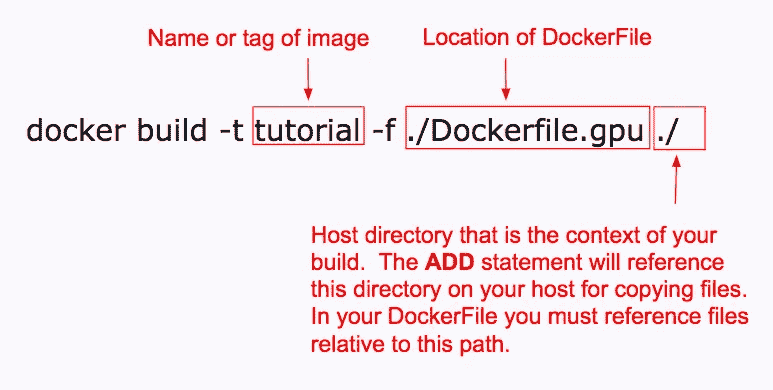 Name or tag of image
Location of DockerFile
docker build -t tutorial -f ./Dockerfile.gpu ./
Host directory that is the context of your
build. The ADD statement will reference
this directory on your host for copying files.
In your DockerFile you must reference files
relative to this path.